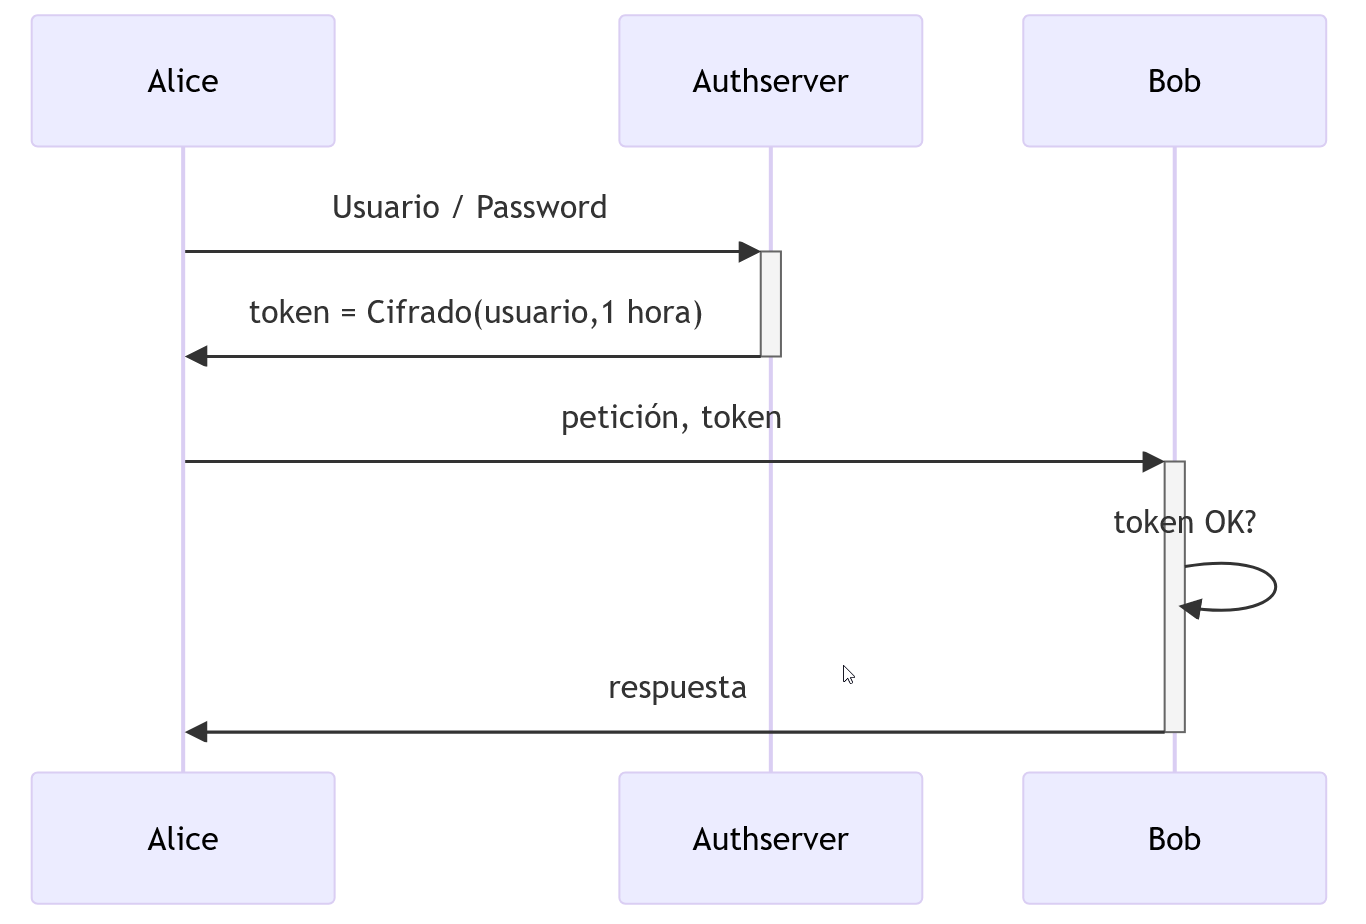 Alice
Authserver
Bob
Usuario / Password
token = Cifrado(usuario,1 hora)
petición, token
token OK?
respuesta
Alice
Authserver
Bob